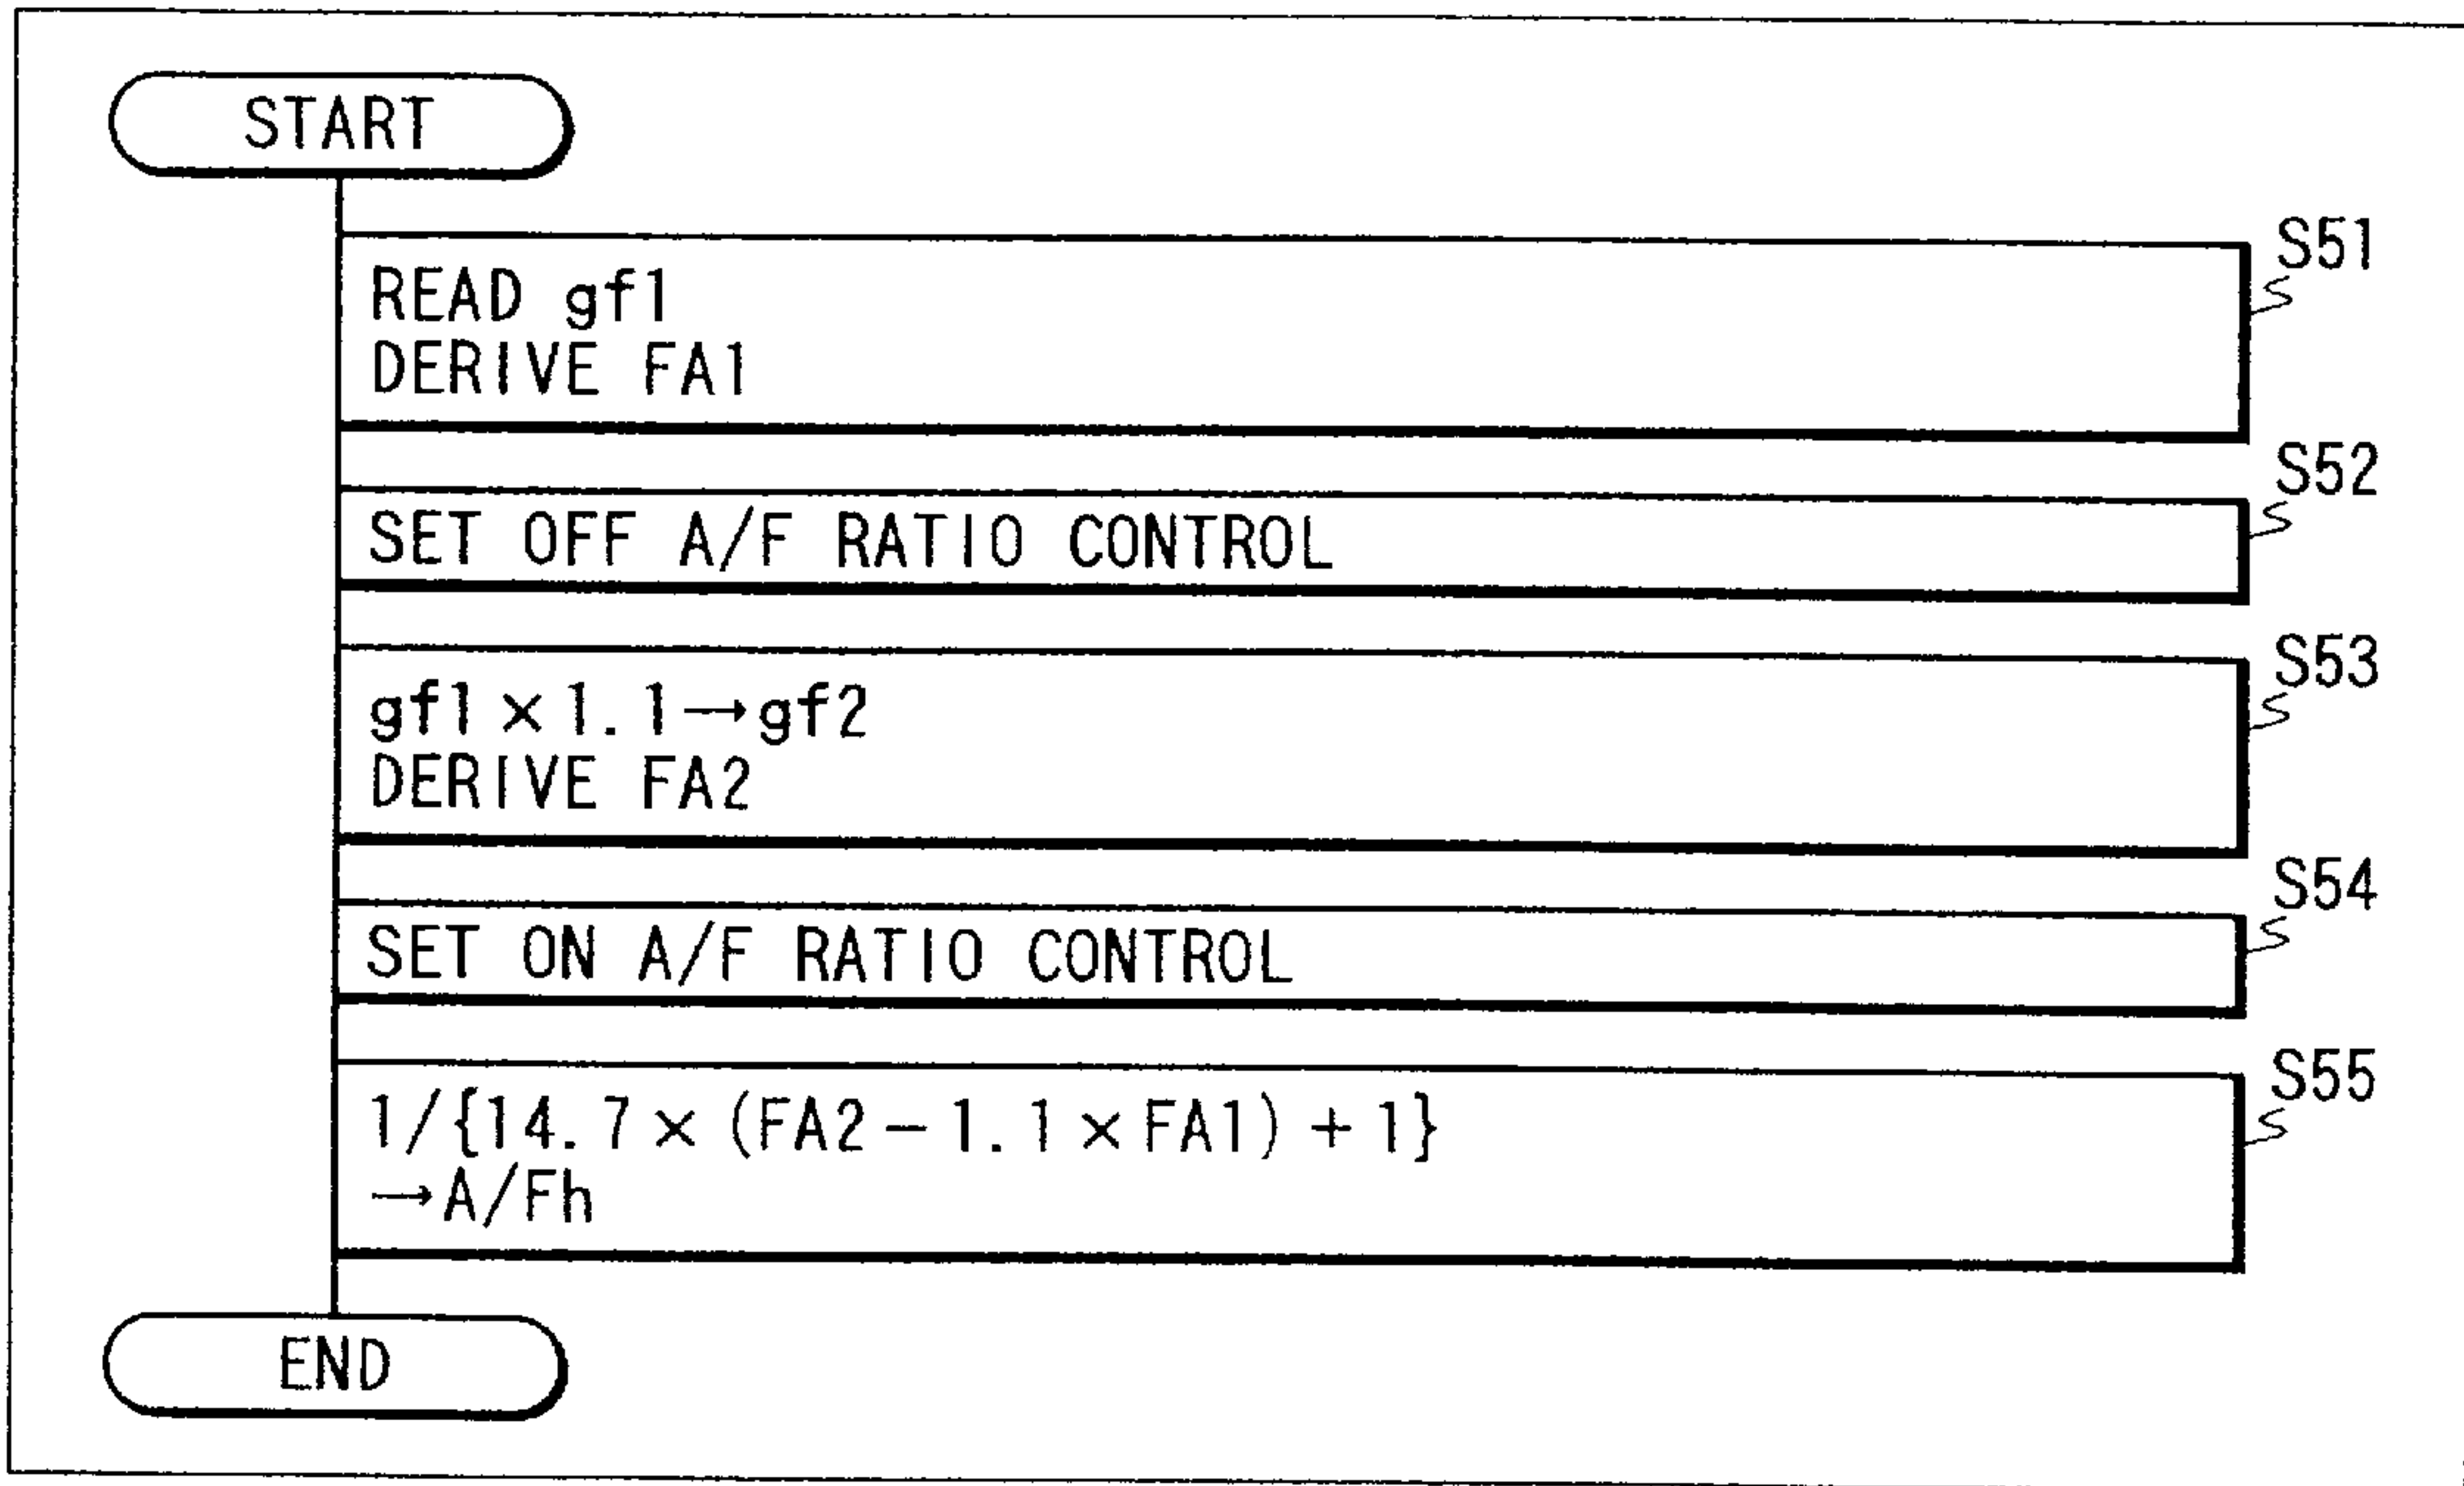 START
S51
READ gf1
DERIVE FA1
S52
SET OFF A/F RATIO CONTROL
S53
gf1×1.1→gf2
DERIVE FA2
S54
SET ON A/F RATIO CONTROL
S55
1/{14.7×(FA2−1.1×FA1)+1}
→A/Fh
END